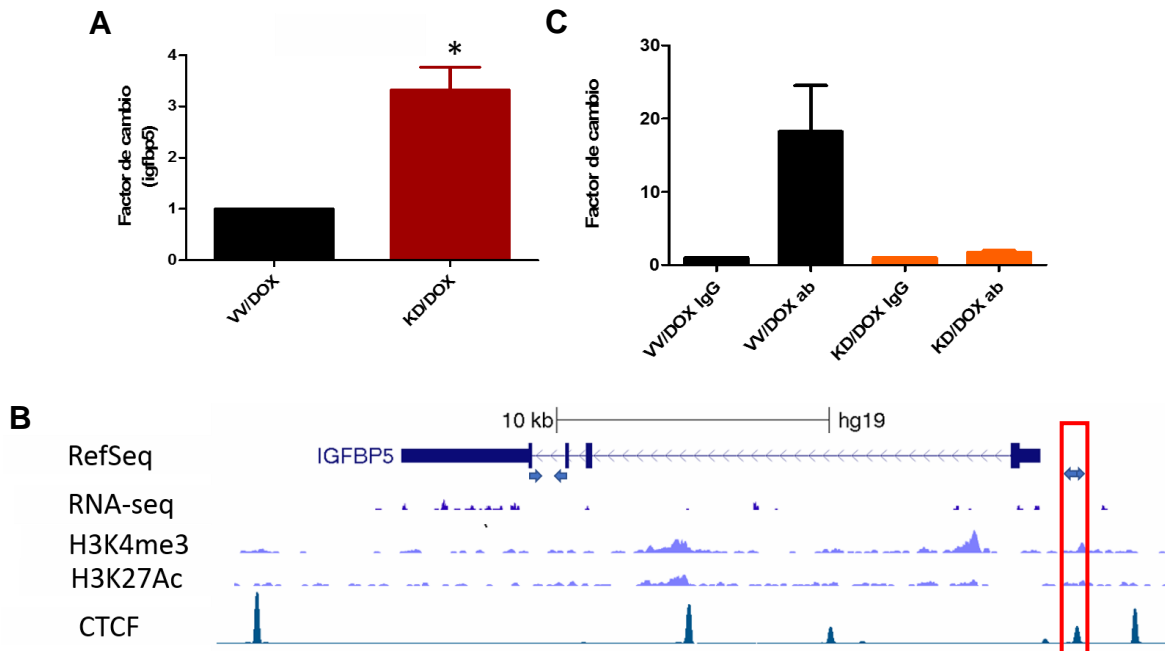 A
Factor de cambio
(igfbp5)
4
3
2
1
0
*
VV/DOX
KD/DOX
C
Factor de cambio
30
20
10
0
VV/DOX IgG
VV/DOX ab
KD/DOX IgG
KD/DOX ab
B
10 kb
hg19
RefSeq
IGFBP5
RNA-seq
H3K4me3
H3K27Ac
CTCF